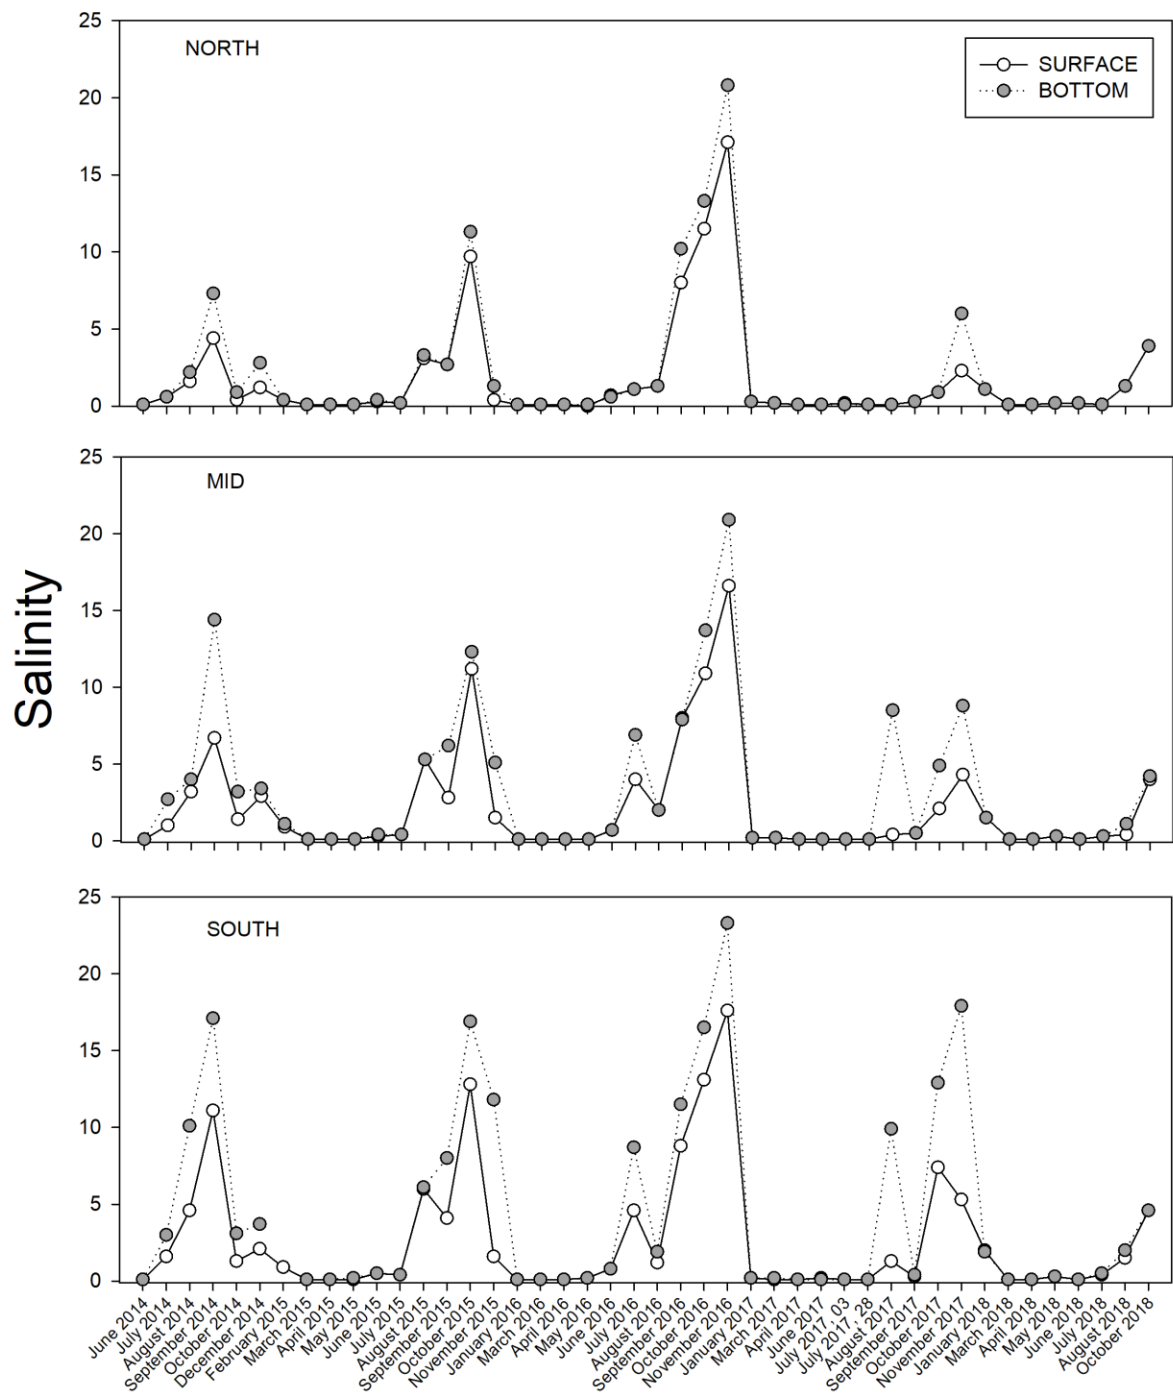 25
20
15
10
5
0
NORTH
SURFACE
BOTTOM
25
20
15
10
5
0
MID
Salinity
25
20
15
10
5
0
SOUTH
June 2014
July 2014
August 2014
September 2014
October 2014
December 2014
February 2015
March 2015
April 2015
May 2015
June 2015
July 2015
August 2015
September 2015
October 2015
November 2015
January 2016
March 2016
April 2016
May 2016
June 2016
July 2016
August 2016
September 2016
October 2016
November 2016
January 2017
March 2017
April 2017
June 2017
July 2017 03
July 2017 28
August 2017
September 2017
October 2017
November 2017
January 2018
March 2018
April 2018
May 2018
June 2018
July 2018
August 2018
October 2018